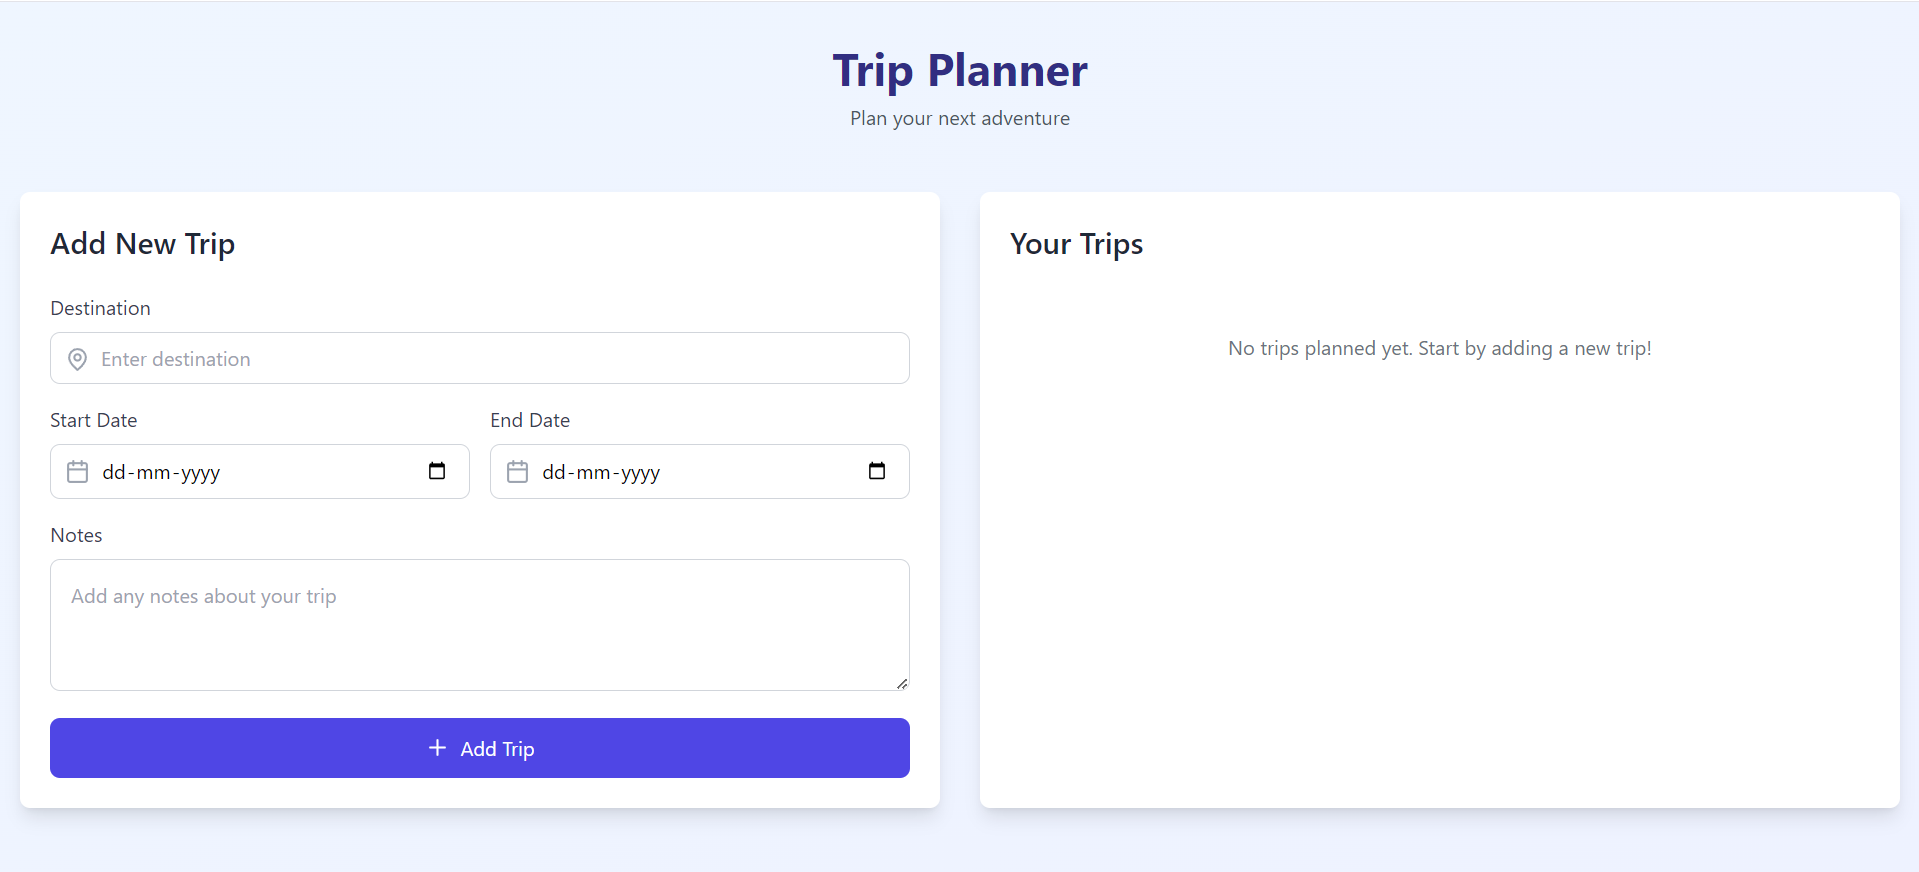 Trip Planner
Plan your next adventure
Add New Trip
Destination
Enter destination
Start Date
End Date
dd-mm-yyyy
dd-mm-yyyy
Notes
Add any notes about your trip
Add Trip
Your Trips
No trips planned yet. Start by adding a new trip!